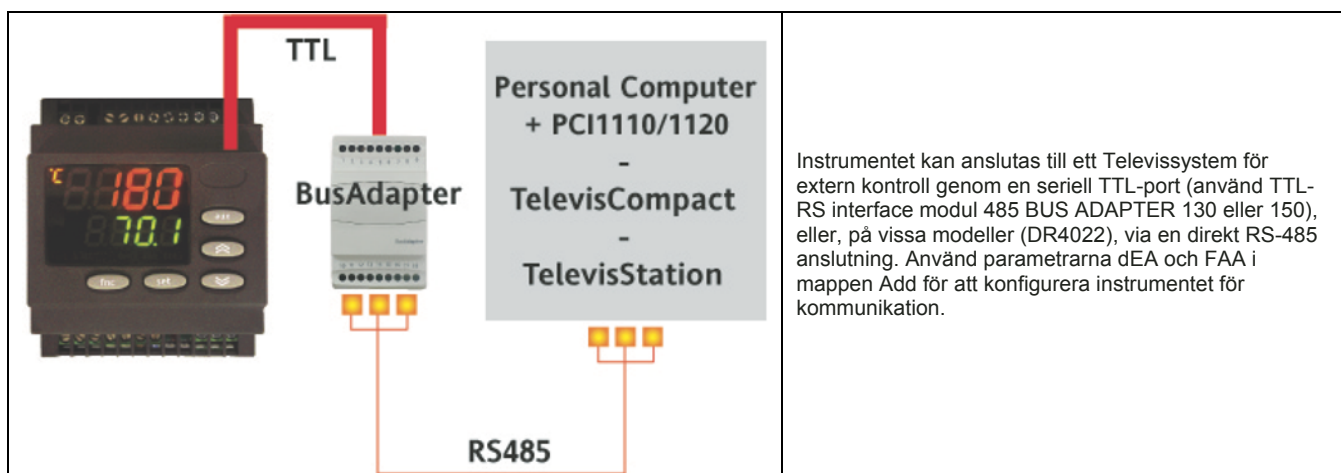 TTL
°C 180
70.1
fnc set
BusAdapter
Personal Computer
+ PCI1110/1120
-
TelevisCompact
-
TelevisStation
RS485
Instrumentet kan anslutas till ett Televissystem för
extern kontroll genom en seriell TTL-port (använd TTL-
RS interface modul 485 BUS ADAPTER 130 eller 150),
eller, på vissa modeller (DR4022), via en direkt RS-485
anslutning. Använd parametrarna dEA och FAA i
mappen Add för att konfigurera instrumentet för
kommunikation.